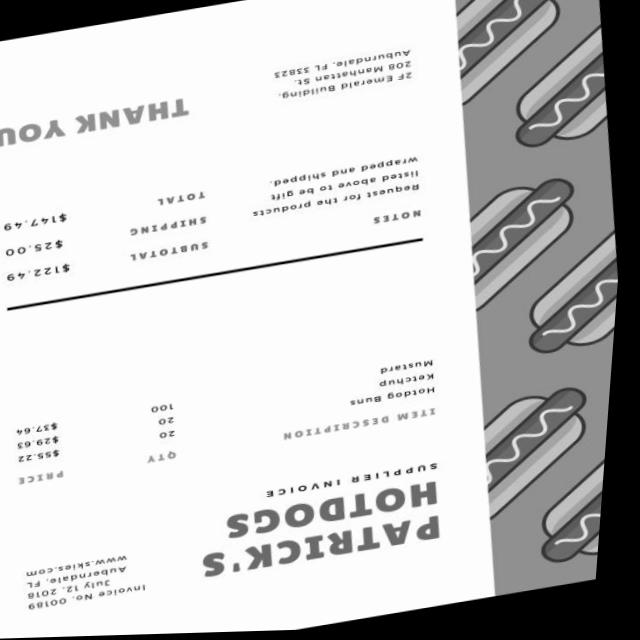 PATRICK'S
HOTDOGS
SUPPLIER INVOICE
Invoice No. 00189
July 12, 2018
Auberndale, FL
www.skies.com
ITEM DESCRIPTION QTY PRICE
Hotdog Buns 20 $55.22
Ketchup 20 $29.63
Mustard 100 $37.64
NOTES
Request for the products
listed above to be gift
wrapped and shipped.
SUBTOTAL $122.49
SHIPPING $25.00
TOTAL $147.49
2F Emerald Building,
208 Manhattan St.
Auburndale, FL 33823
THANK YOU